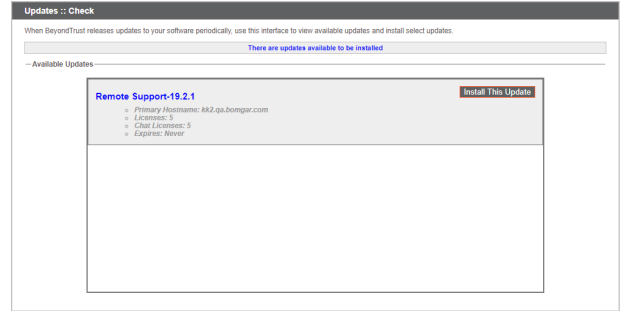 Updates :: Check
When BeyondTrust releases updates to your software periodically, use this interface to view available updates and install select updates.
There are updates available to be installed
Available Updates
Remote Support-19.2.1
Install This Update
Primary Hostname: kk2.qa.bomgar.com
Licenses: 5
Chat Licenses: 5
Expires: Never